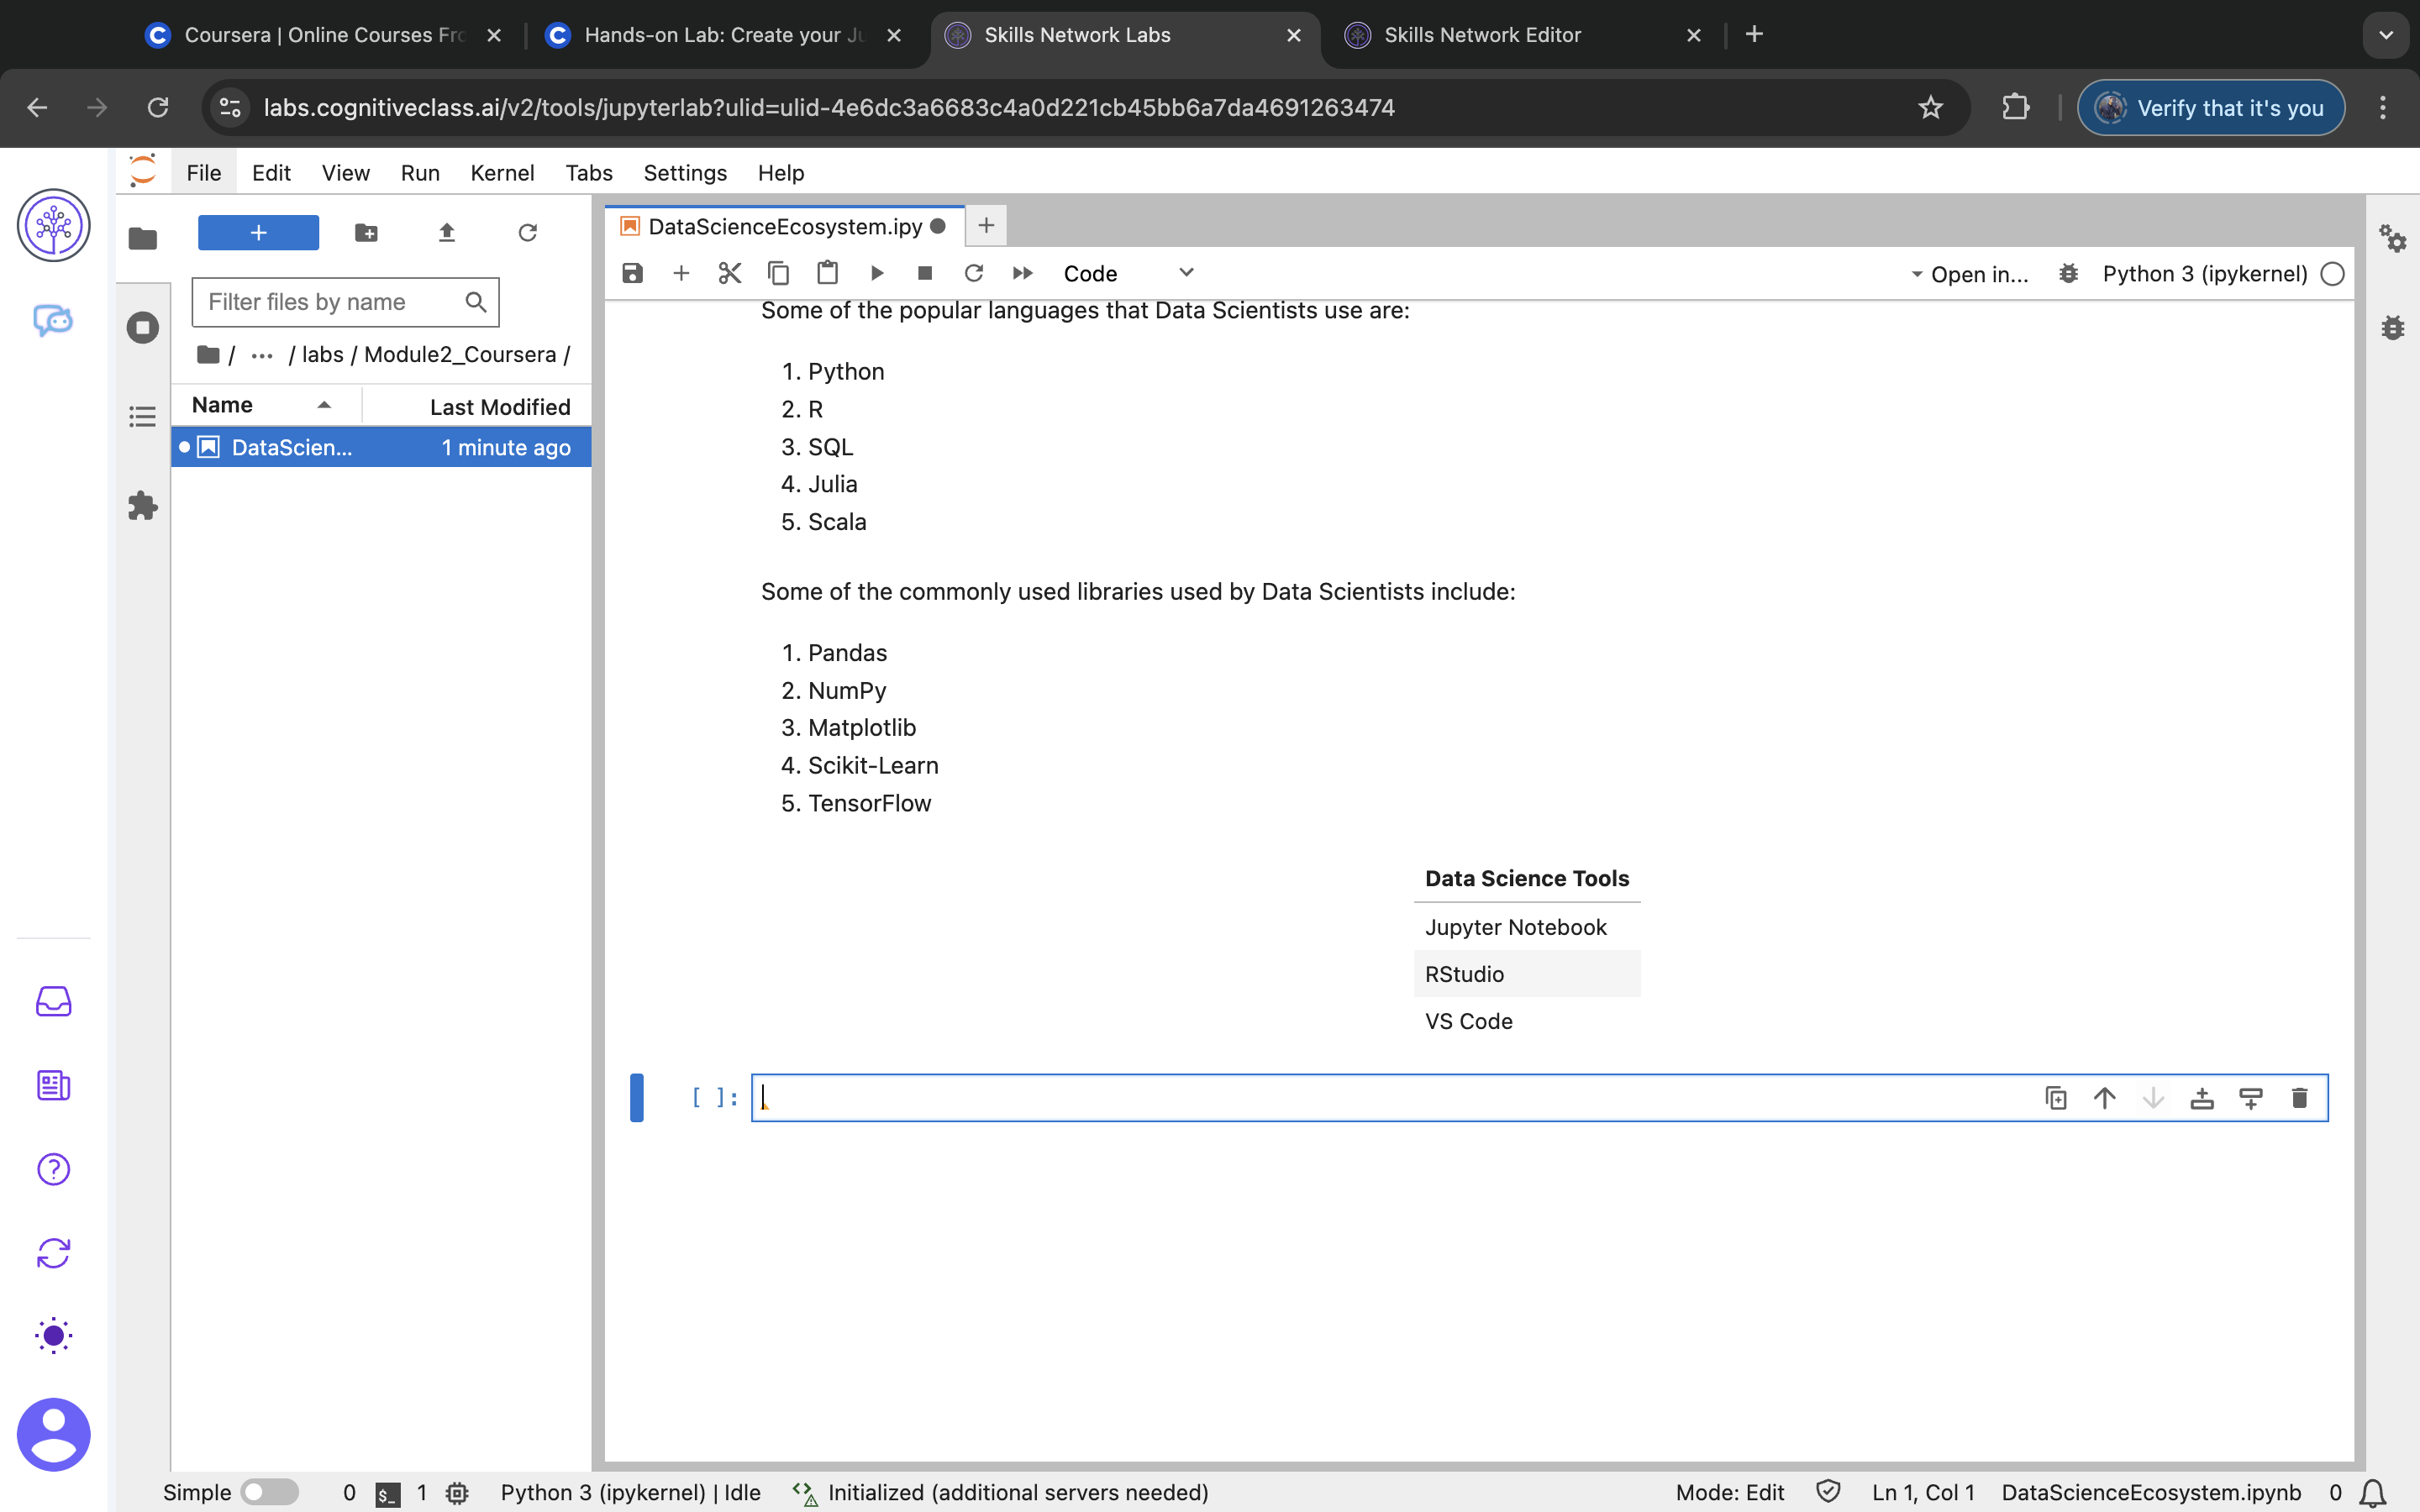 Coursera | Online Courses Fro
Hands-on Lab: Create your Ju
Skills Network Labs
Skills Network Editor
labs.cognitiveclass.ai/v2/tools/jupyterlab?ulid=ulid-4e6dc3a6683c4a0d221cb45bb6a7da4691263474
Verify that it's you
File Edit View Run Kernel Tabs Settings Help
DataScienceEcosystem.ipy
Filter files by name
Code
Open in...
Python 3 (ipykernel)
/ ... / labs / Module2_Coursera /
Name
Last Modified
DataScien...
1 minute ago
Some of the popular languages that Data Scientists use are:
1. Python
2. R
3. SQL
4. Julia
5. Scala
Some of the commonly used libraries used by Data Scientists include:
1. Pandas
2. NumPy
3. Matplotlib
4. Scikit-Learn
5. TensorFlow
Data Science Tools
Jupyter Notebook
RStudio
VS Code
[ ]:
Simple
0
$_
1
Python 3 (ipykernel) | Idle
Initialized (additional servers needed)
Mode: Edit
Ln 1, Col 1
DataScienceEcosystem.ipynb
0